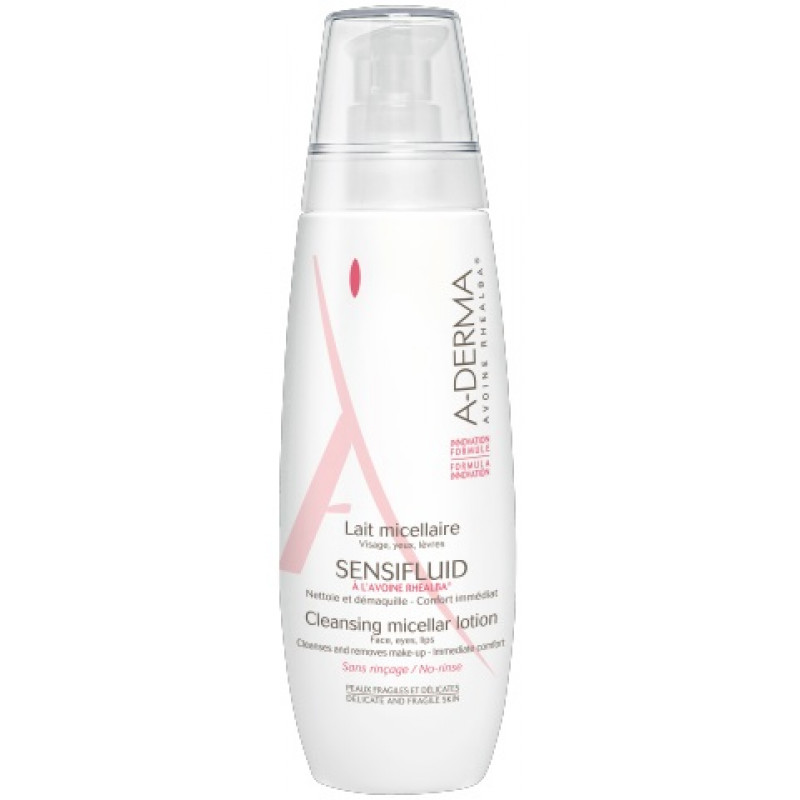 A-DERMA
AVOINE RHEALBA®
INNOVATION
FORMULE
FORMULA
INNOVATION
Lait micellaire
Visage, yeux, lèvres
SENSIFLUID
À L'AVOINE RHEALBA®
Nettoie et démaquille - Confort immédiat
Cleansing micellar lotion
Face, eyes, lips
Cleanses and removes make-up - Immediate comfort
Sans rinçage / No-rinse
PEAUX FRAGILES ET DÉLICATES
DELICATE AND FRAGILE SKIN